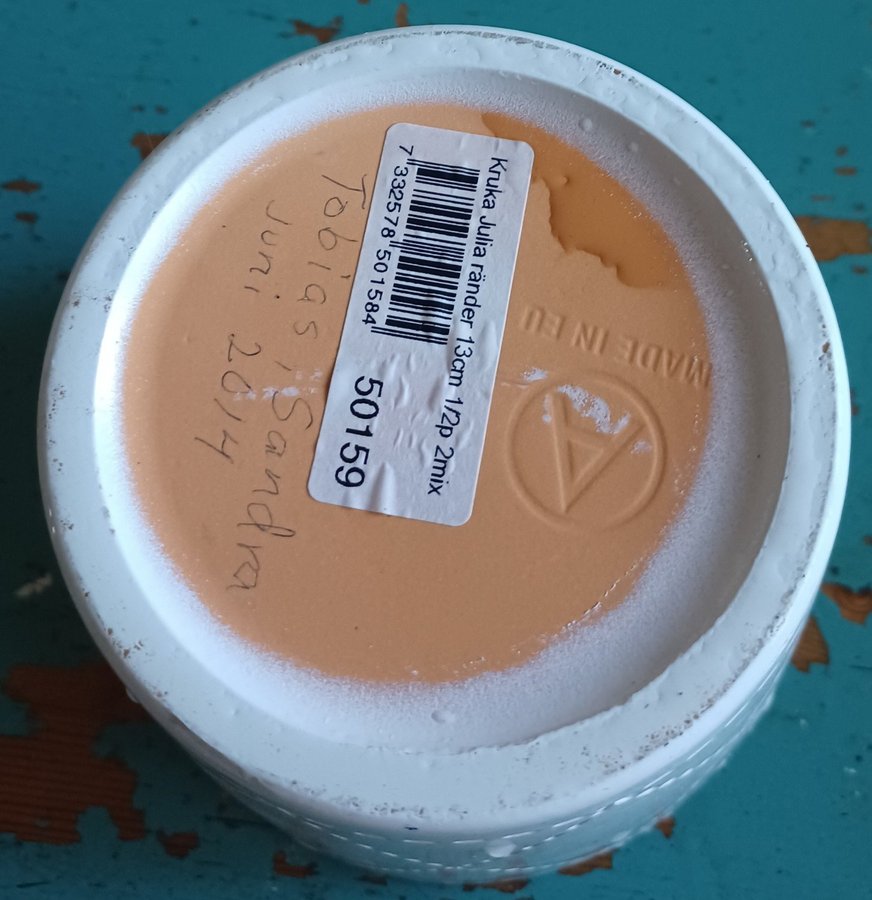 Kruka Julia ränder 13cm 1/2p 2mix
7 332578 501584
50159
Tobias, Sandra
Juni 2014
MADE IN EU